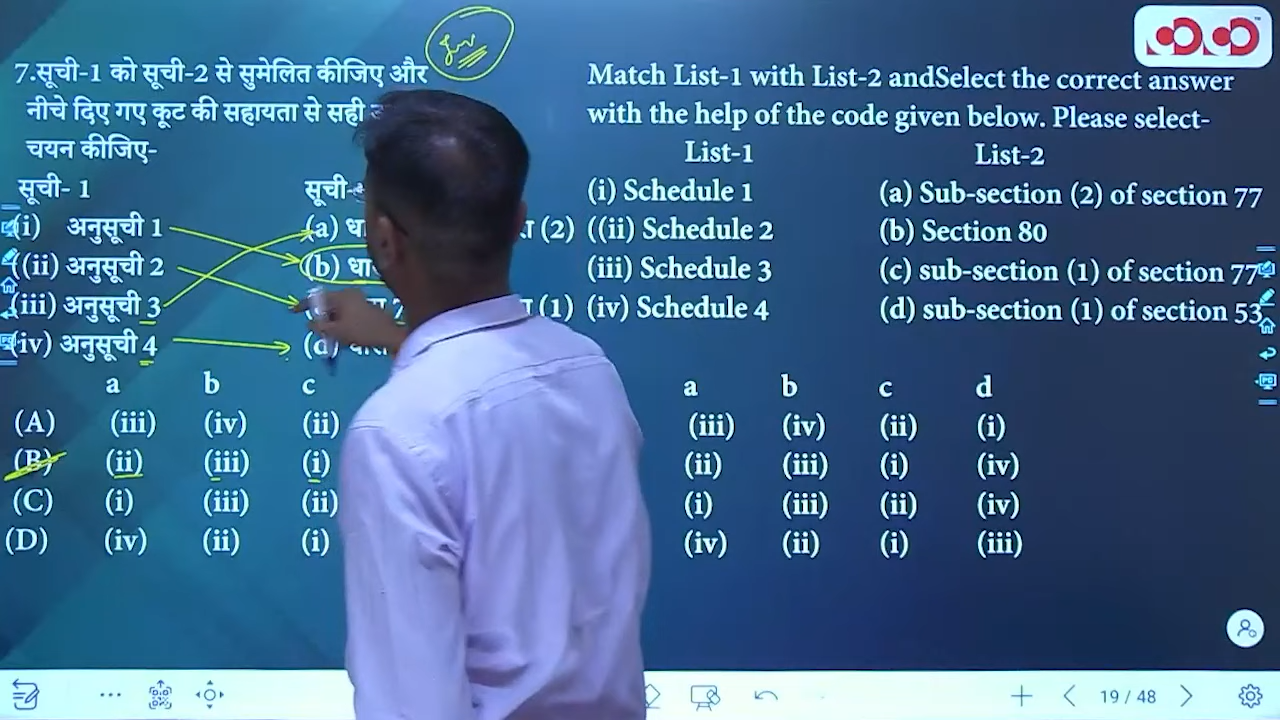 7.सूची-1 को सूची-2 से सुमेलित कीजिए और
नीचे दिए गए कूट की सहायता से सही
चयन कीजिए-
सूची- 1 सूची-
(i) अनुसूची 1 (a) (2)
((ii) अनुसूची 2 (b)
(iii) अनुसूची 3 (1)
(iv) अनुसूची 4 (d)
a b c
(A) (iii) (iv) (ii)
(B) (ii) (iii) (i)
(C) (i) (iii) (ii)
(D) (iv) (ii) (i)
Match List-1 with List-2 andSelect the correct answer
with the help of the code given below. Please select-
List-1 List-2
(i) Schedule 1 (a) Sub-section (2) of section 77
((ii) Schedule 2 (b) Section 80
(iii) Schedule 3 (c) sub-section (1) of section 77
(iv) Schedule 4 (d) sub-section (1) of section 53
a b c d
(iii) (iv) (ii) (i)
(ii) (iii) (i) (iv)
(i) (iii) (ii) (iv)
(iv) (ii) (i) (iii)
19 / 48